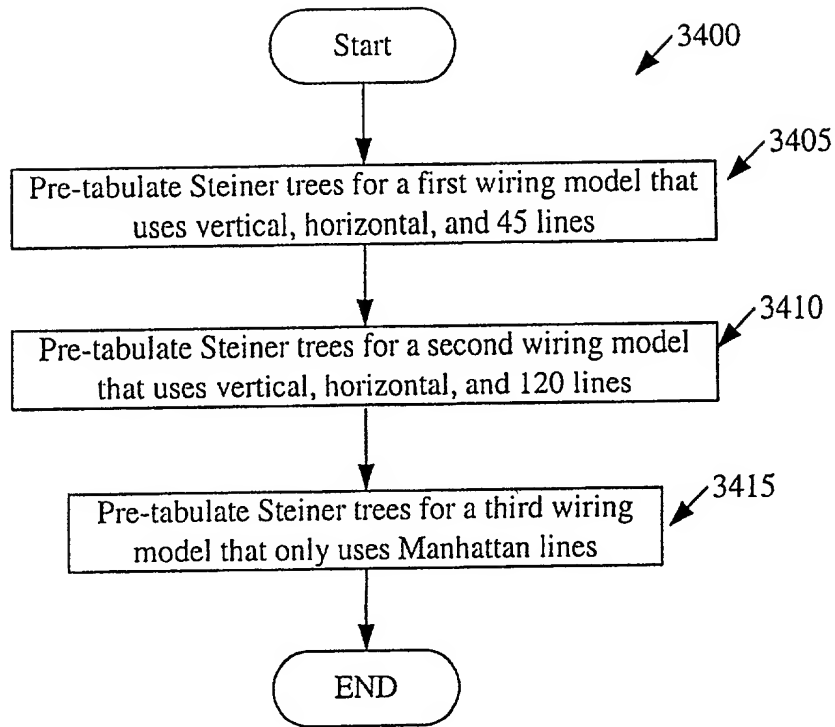 Start
3400
3405
Pre-tabulate Steiner trees for a first wiring model that
uses vertical, horizontal, and 45 lines
3410
Pre-tabulate Steiner trees for a second wiring model
that uses vertical, horizontal, and 120 lines
3415
Pre-tabulate Steiner trees for a third wiring
model that only uses Manhattan lines
END